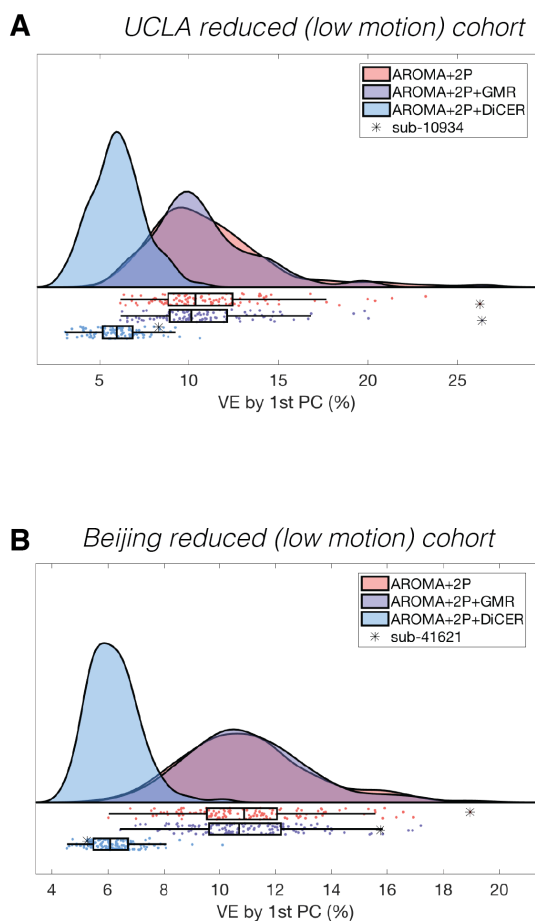 A
UCLA reduced (low motion) cohort
AROMA+2P
AROMA+2P+GMR
AROMA+2P+DiCER
sub-10934
5 10 15 20 25
VE by 1st PC (%)
B
Beijing reduced (low motion) cohort
AROMA+2P
AROMA+2P+GMR
AROMA+2P+DiCER
sub-41621
4 6 8 10 12 14 16 18 20
VE by 1st PC (%)